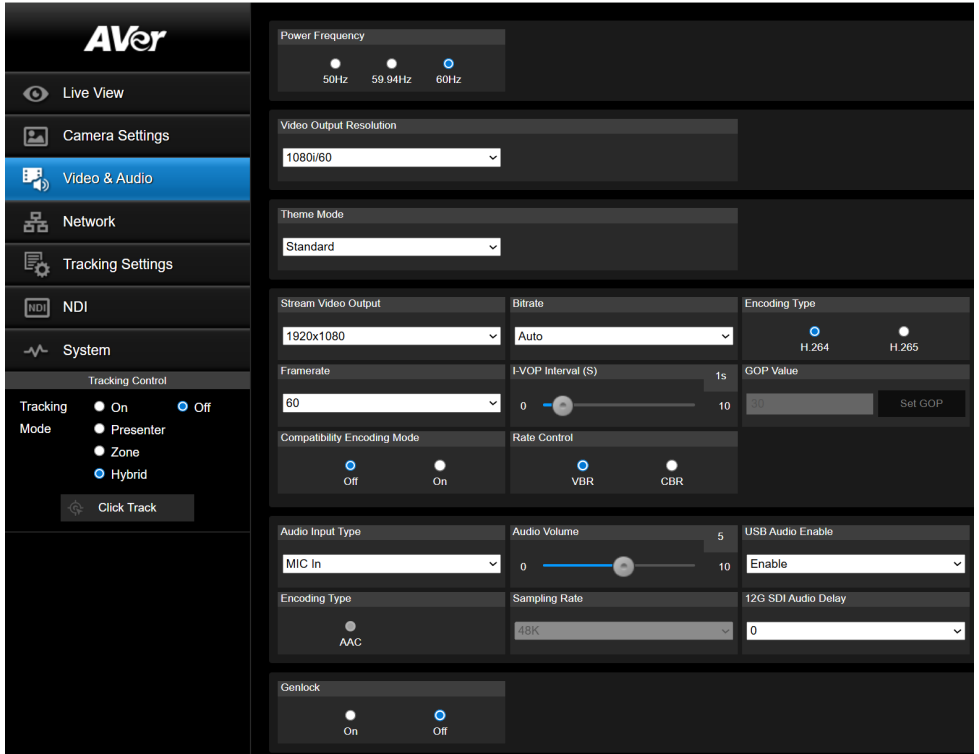 AVer
Live View
Camera Settings
Video & Audio
Network
Tracking Settings
NDI NDI
System
Tracking Control
Tracking On Off
Mode Presenter
Zone
Hybrid
Click Track
Power Frequency
50Hz 59.94Hz 60Hz
Video Output Resolution
1080i/60
Theme Mode
Standard
Stream Video Output Bitrate Encoding Type
1920x1080 Auto H.264 H.265
Framerate I-VOP Interval (S) 1s GOP Value
60 0 10 30 Set GOP
Compatibility Encoding Mode Rate Control
Off On VBR CBR
Audio Input Type Audio Volume 5 USB Audio Enable
MIC In 0 10 Enable
Encoding Type Sampling Rate 12G SDI Audio Delay
AAC 48K 0
Genlock
On Off